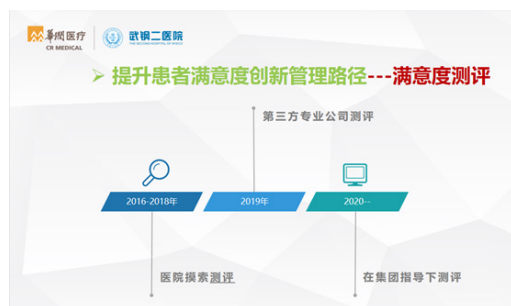 華潤医疗
CR MEDICAL
武钢二医院
THE SECOND HOSPITAL OF WISCO
提升患者满意度创新管理路径---满意度测评
第三方专业公司测评
2016-2018年
2019年
2020--
医院摸索测评
在集团指导下测评